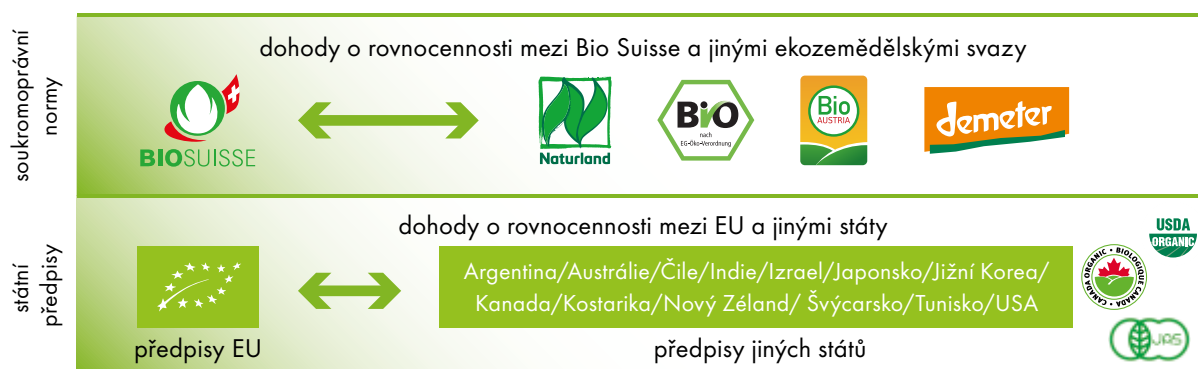 soukromoprávní
normy
dohody o rovnocennosti mezi Bio Suisse a jinými ekozemědělskými svazy
BIOSUISSE
Naturland
Bio
nach
EG-Öko-Verordnung
Bio
AUSTRIA
demeter
státní
předpisy
dohody o rovnocennosti mezi EU a jinými státy
předpisy EU
Argentina/Austrálie/Čile/Indie/Izrael/Japonsko/Jižní Korea/
Kanada/Kostarika/Nový Zéland/ Švýcarsko/Tunisko/USA
předpisy jiných států
USDA
ORGANIC
CANADA ORGANIC • BIOLOGIQUE CANADA •
JAS